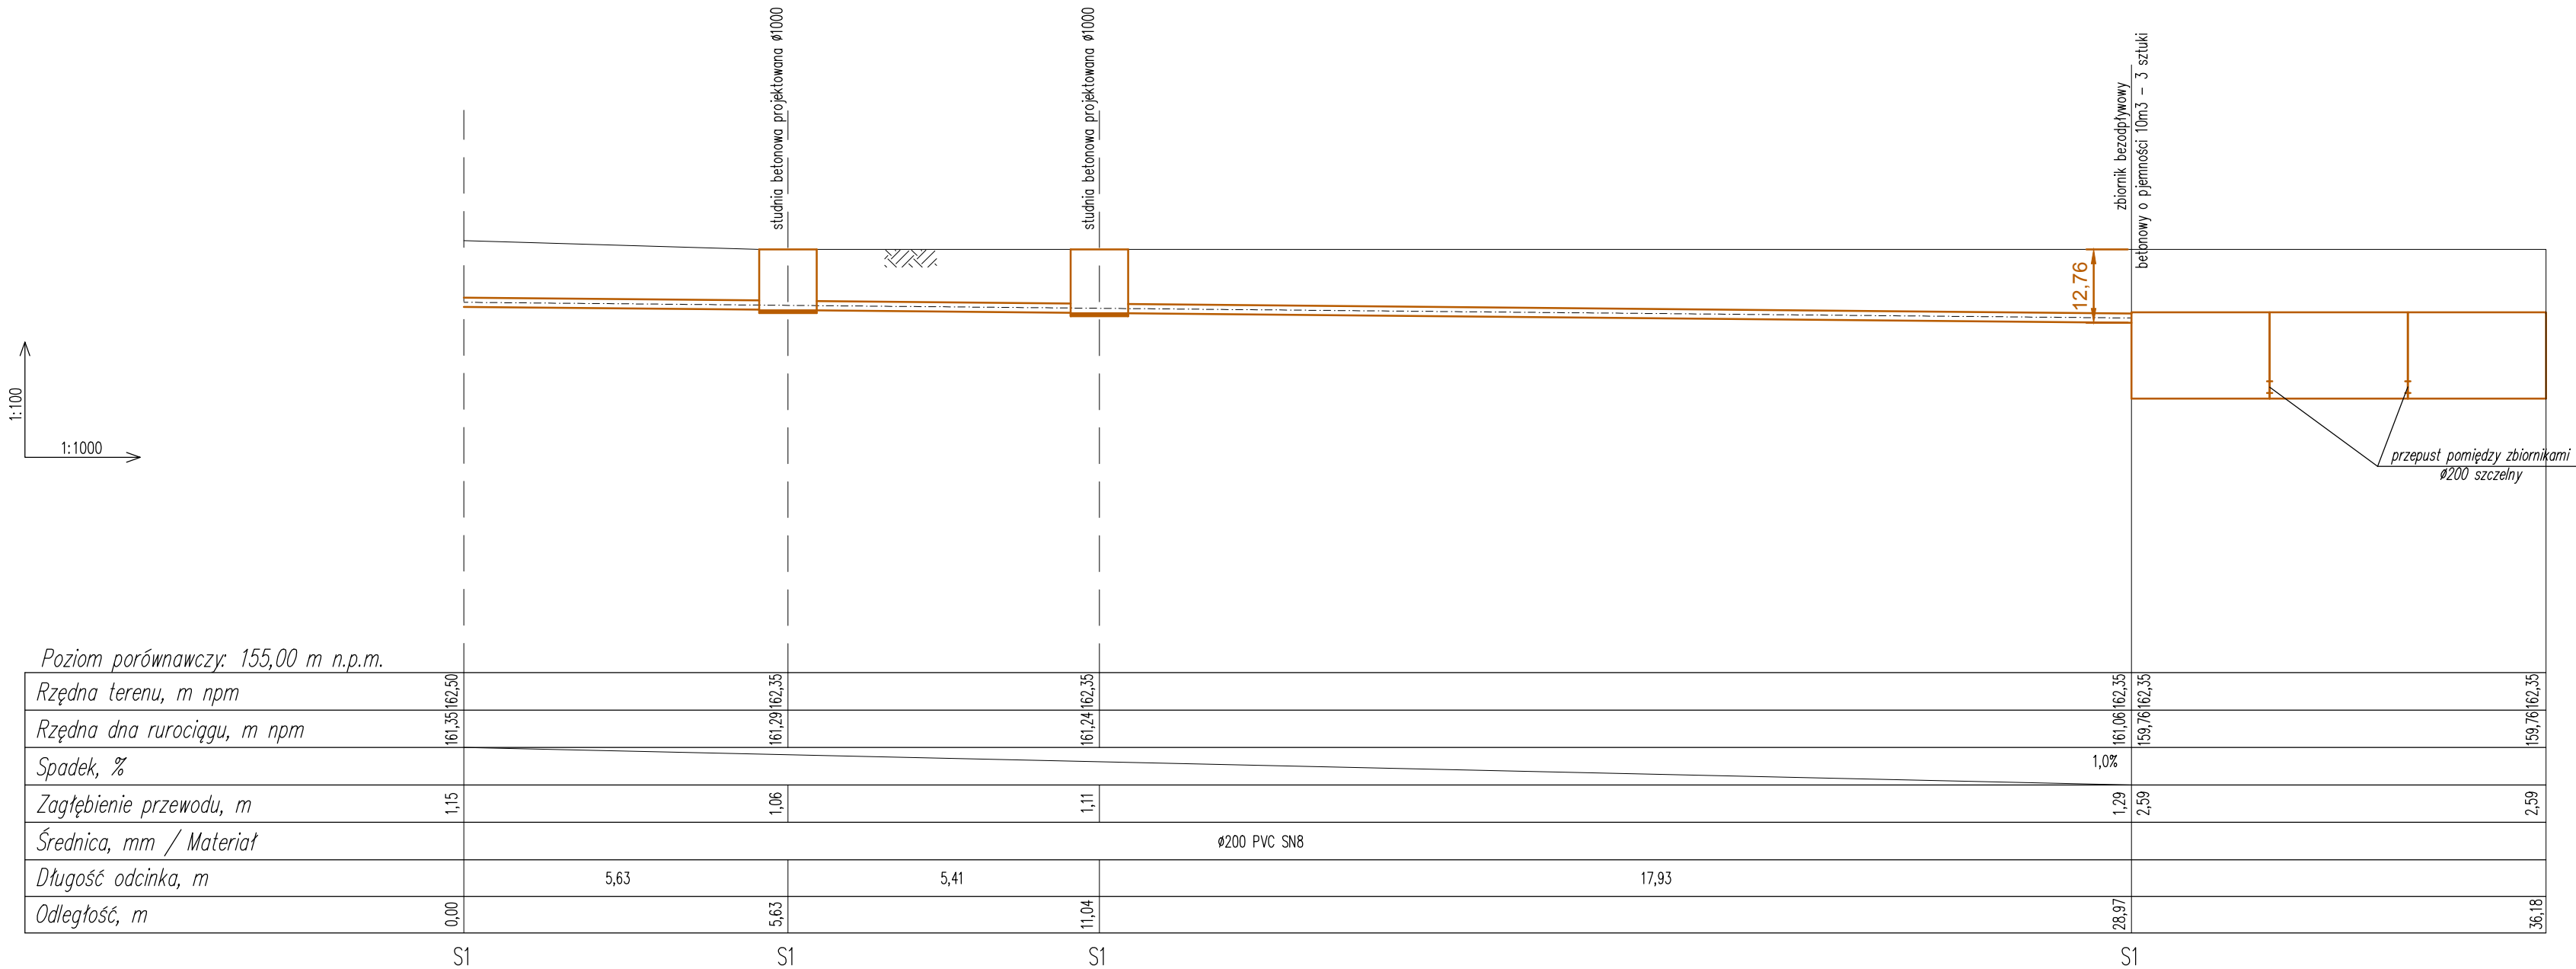 studnia betonowa projektowana ø1000
studnia betonowa projektowana ø1000
zbiornik bezodpływowy
betonowy o pjemności 10m3 - 3 sztuki
12,76
1:100
1:1000
przepust pomiędzy zbiornikami
ø200 szczelny
Poziom porównawczy: 155,00 m n.p.m.
Rzędna terenu, m npm 162,50 162,35 162,35 162,35 162,35 162,35
Rzędna dna rurociągu, m npm 161,35 161,29 161,24 161,06 159,76 159,76
Spadek, % 1,0%
Zagłębienie przewodu, m 1,15 1,06 1,11 1,29 2,59 2,59
Średnica, mm / Materiał ø200 PVC SN8
Długość odcinka, m 5,63 5,41 17,93
Odległość, m 0,00 5,63 11,04 28,97 36,18
S1 S1 S1 S1